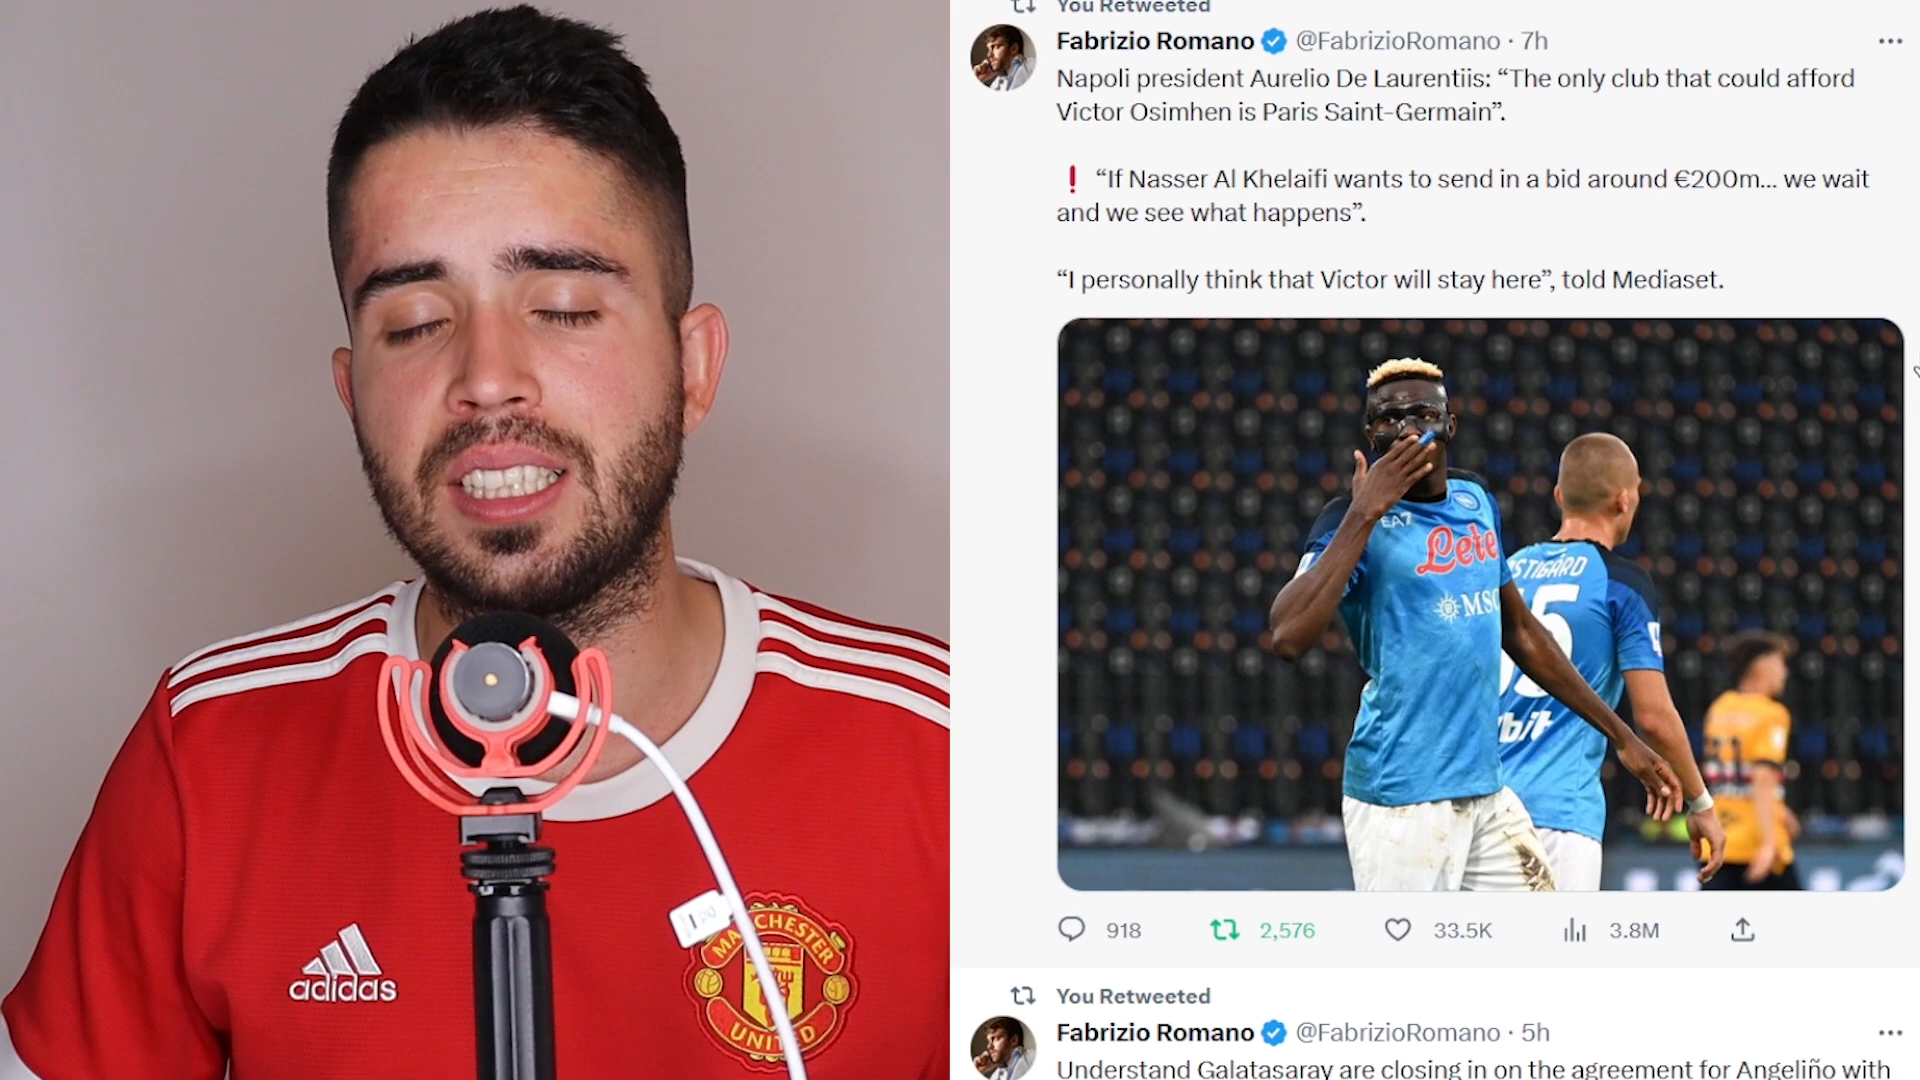 You Retweeted
Fabrizio Romano @FabrizioRomano · 7h
Napoli president Aurelio De Laurentiis: “The only club that could afford
Victor Osimhen is Paris Saint-Germain”.
❗ “If Nasser Al Khelaifi wants to send in a bid around €200m... we wait
and we see what happens”.
“I personally think that Victor will stay here”, told Mediaset.
EA7
Lete
MSC
STIGÅRD
55
bit
918
2,576
33.5K
3.8M
You Retweeted
Fabrizio Romano @FabrizioRomano · 5h
Understand Galatasaray are closing in on the agreement for Angeliño with
adidas
MANCHESTER
UNITED